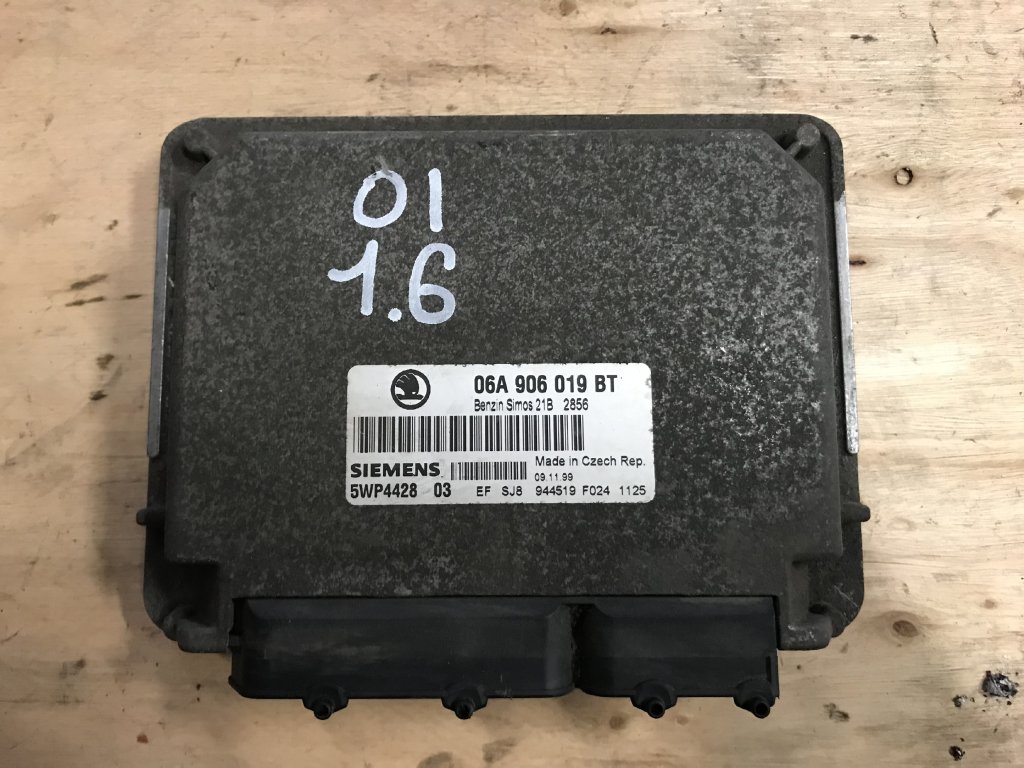 01
1.6
06A 906 019 BT
Benzin Simos 21B 2856
SIEMENS Made in Czech Rep.
09.11.99
5WP4428 03 EF SJ8 944519 F024 1125